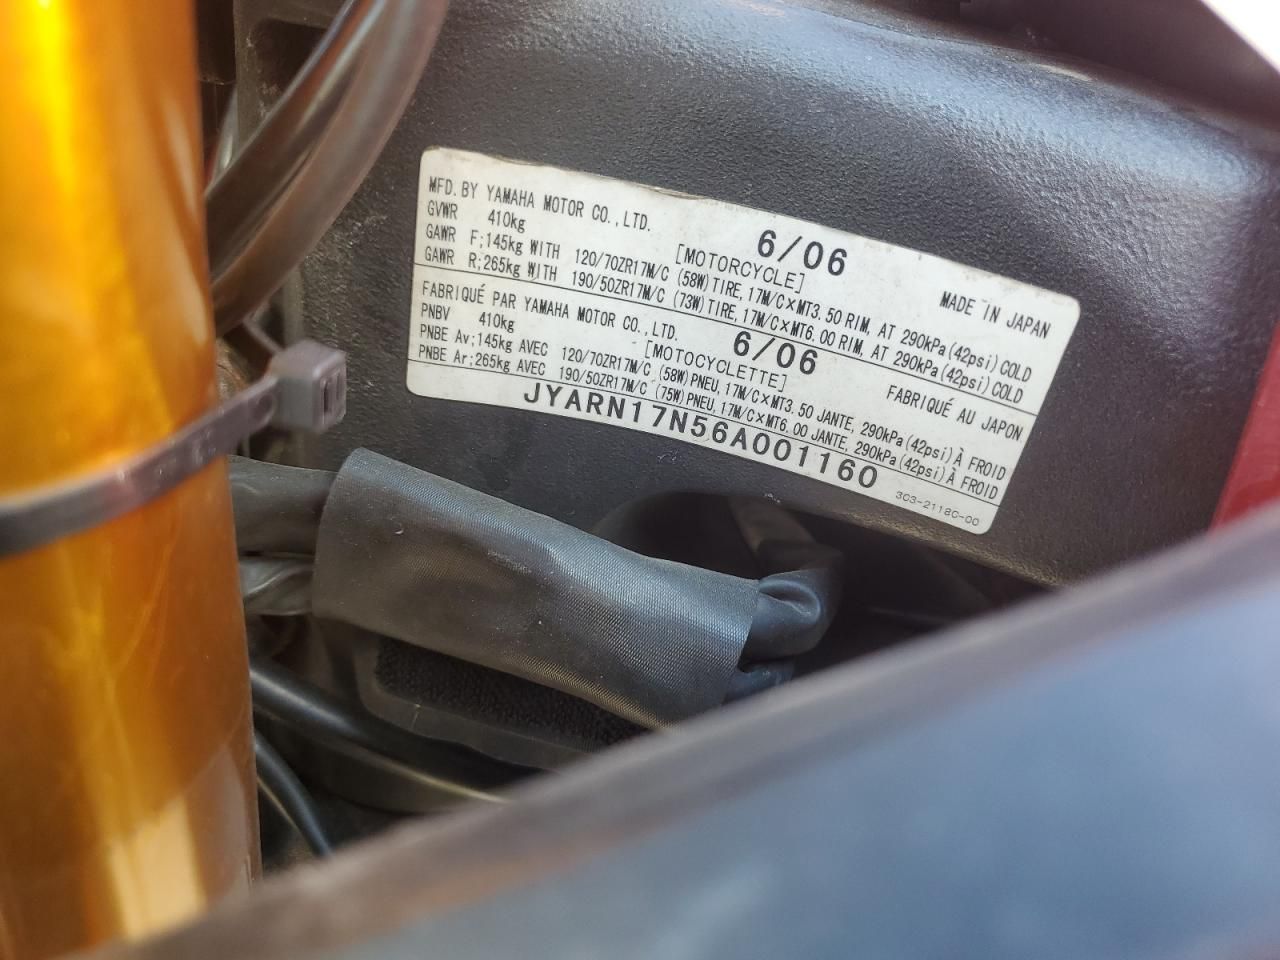 MFD. BY YAMAHA MOTOR CO., LTD. 6/06 MADE IN JAPAN
GVWR 410kg [MOTORCYCLE]
GAWR F;145kg WITH 120/70ZR17M/C (58W) TIRE, 17M/C×MT3.50 RIM, AT 290kPa (42psi) COLD
GAWR R;265kg WITH 190/50ZR17M/C (73W) TIRE, 17M/C×MT6.00 RIM, AT 290kPa (42psi) COLD
FABRIQUÉ PAR YAMAHA MOTOR CO., LTD. 6/06 FABRIQUÉ AU JAPON
PNBV 410kg [MOTOCYCLETTE]
PNBE Av;145kg AVEC 120/70ZR17M/C (58W) PNEU, 17M/C×MT3.50 JANTE, 290kPa (42psi) À FROID
PNBE Ar;265kg AVEC 190/50ZR17M/C (75W) PNEU, 17M/C×MT6.00 JANTE, 290kPa (42psi) À FROID
JYARN17N56A001160
3C3-2118C-00